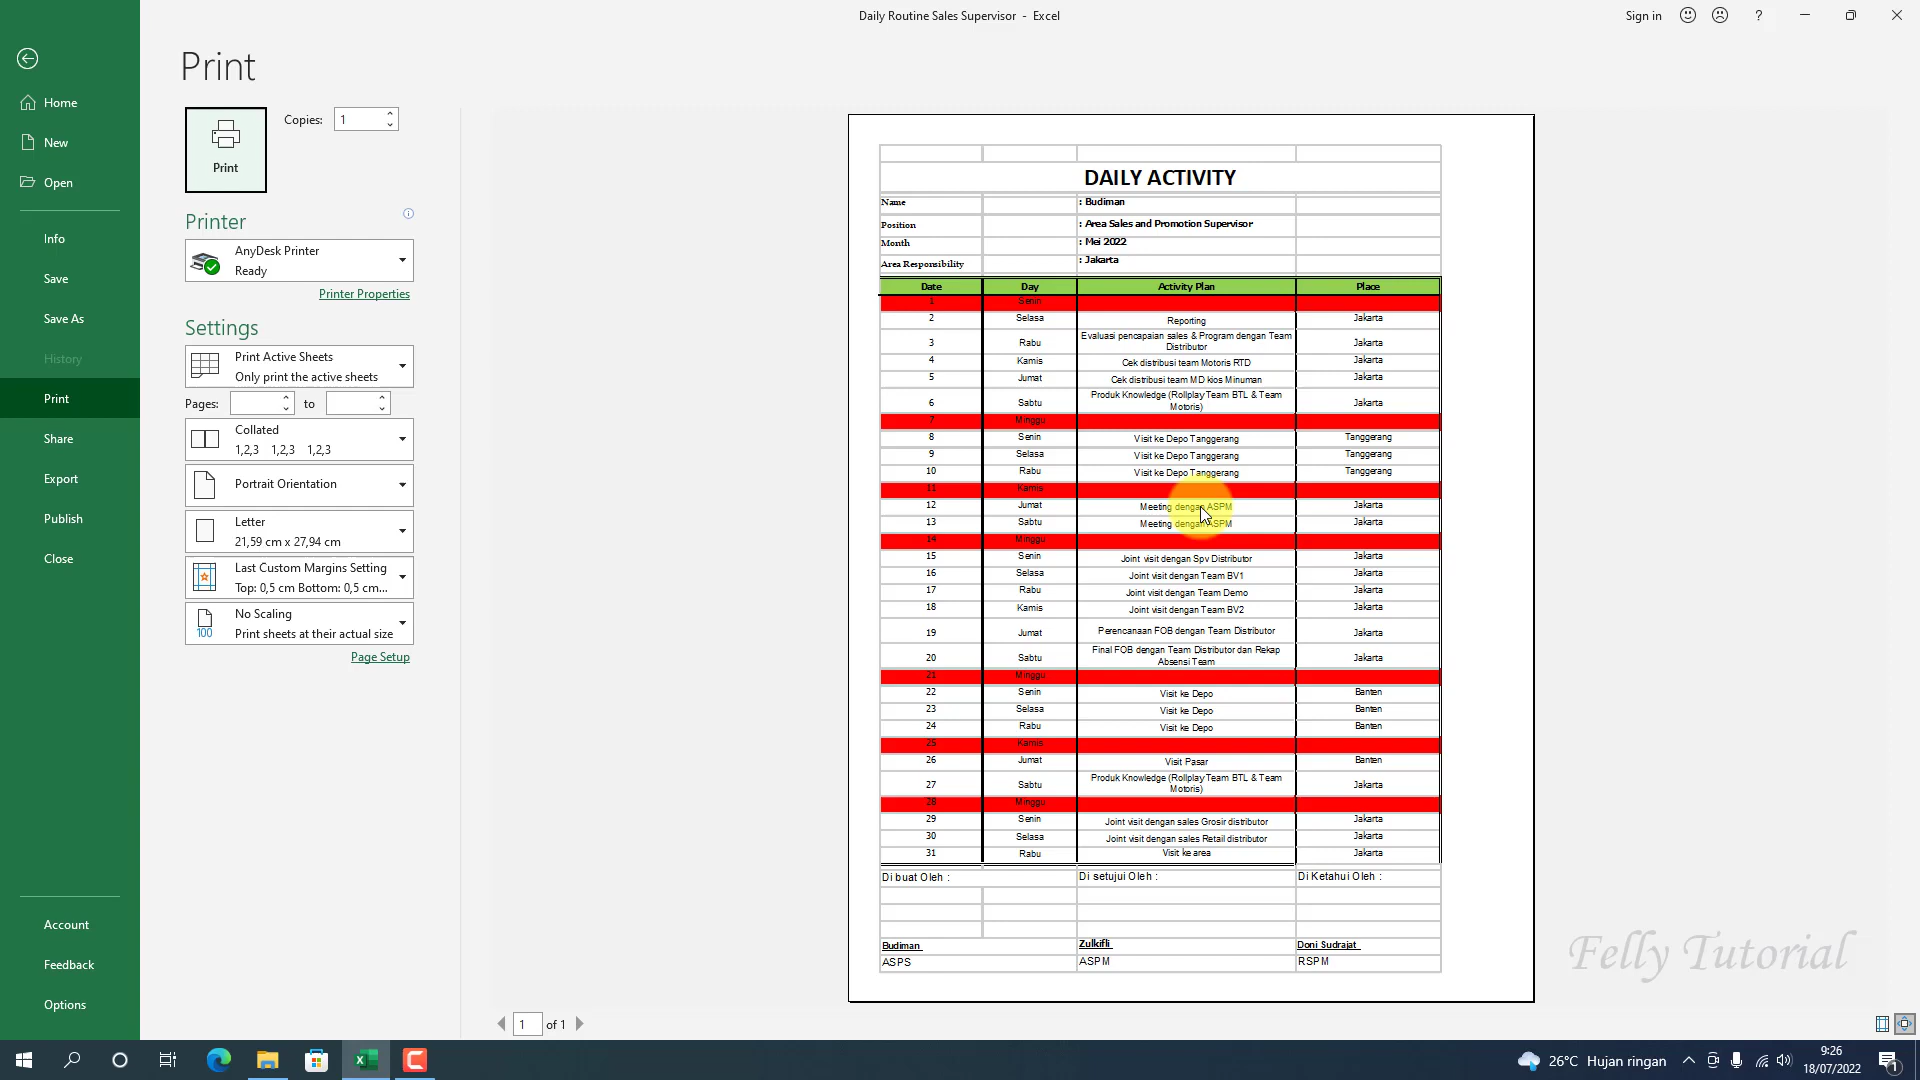 Daily Routine Sales Supervisor - Excel
Sign in
?
Print
Home
New
Open
Info
Save
Save As
History
Print
Share
Export
Publish
Close
Account
Feedback
Options
Print
Copies: 1
Printer
AnyDesk Printer
Ready
Printer Properties
Settings
Print Active Sheets
Only print the active sheets
Pages: to
Collated
1,2,3 1,2,3 1,2,3
Portrait Orientation
Letter
21,59 cm x 27,94 cm
Last Custom Margins Setting
Top: 0,5 cm Bottom: 0,5 cm...
No Scaling
100 Print sheets at their actual size
Page Setup
DAILY ACTIVITY
Name : Budiman
Position : Area Sales and Promotion Supervisor
Month : Mei 2022
Area Responsibility : Jakarta
Date Day Activity Plan Place
1 Senin
2 Selasa Reporting Jakarta
3 Rabu Evaluasi pencapaian sales & Program dengan Team Distributor Jakarta
4 Kamis Cek distribusi team Motoris RTD Jakarta
5 Jumat Cek distribusi team MD kios Minuman Jakarta
6 Sabtu Produk Knowledge (Rollplay Team BTL & Team Motoris) Jakarta
7 Minggu
8 Senin Visit ke Depo Tanggerang Tanggerang
9 Selasa Visit ke Depo Tanggerang Tanggerang
10 Rabu Visit ke Depo Tanggerang Tanggerang
11 Kamis
12 Jumat Meeting dengan ASPM Jakarta
13 Sabtu Meeting dengan ASPM Jakarta
14 Minggu
15 Senin Joint visit dengan Spv Distributor Jakarta
16 Selasa Joint visit dengan Team BV1 Jakarta
17 Rabu Joint visit dengan Team Demo Jakarta
18 Kamis Joint visit dengan Team BV2 Jakarta
19 Jumat Perencanaan FOB dengan Team Distributor Jakarta
20 Sabtu Final FOB dengan Team Distributor dan Rekap Absensi Team Jakarta
21 Minggu
22 Senin Visit ke Depo Banten
23 Selasa Visit ke Depo Banten
24 Rabu Visit ke Depo Banten
25 Kamis
26 Jumat Visit Pasar Banten
27 Sabtu Produk Knowledge (Rollplay Team BTL & Team Motoris) Jakarta
28 Minggu
29 Senin Joint visit dengan sales Grosir distributor Jakarta
30 Selasa Joint visit dengan sales Retail distributor Jakarta
31 Rabu Visit ke area Jakarta
Di buat Oleh : Di setujui Oleh : Di Ketahui Oleh :
Budiman Zulkifli Doni Sudrajat
ASPS ASPM RSPM
Felly Tutorial
1 of 1
26°C Hujan ringan
9:26
18/07/2022
1